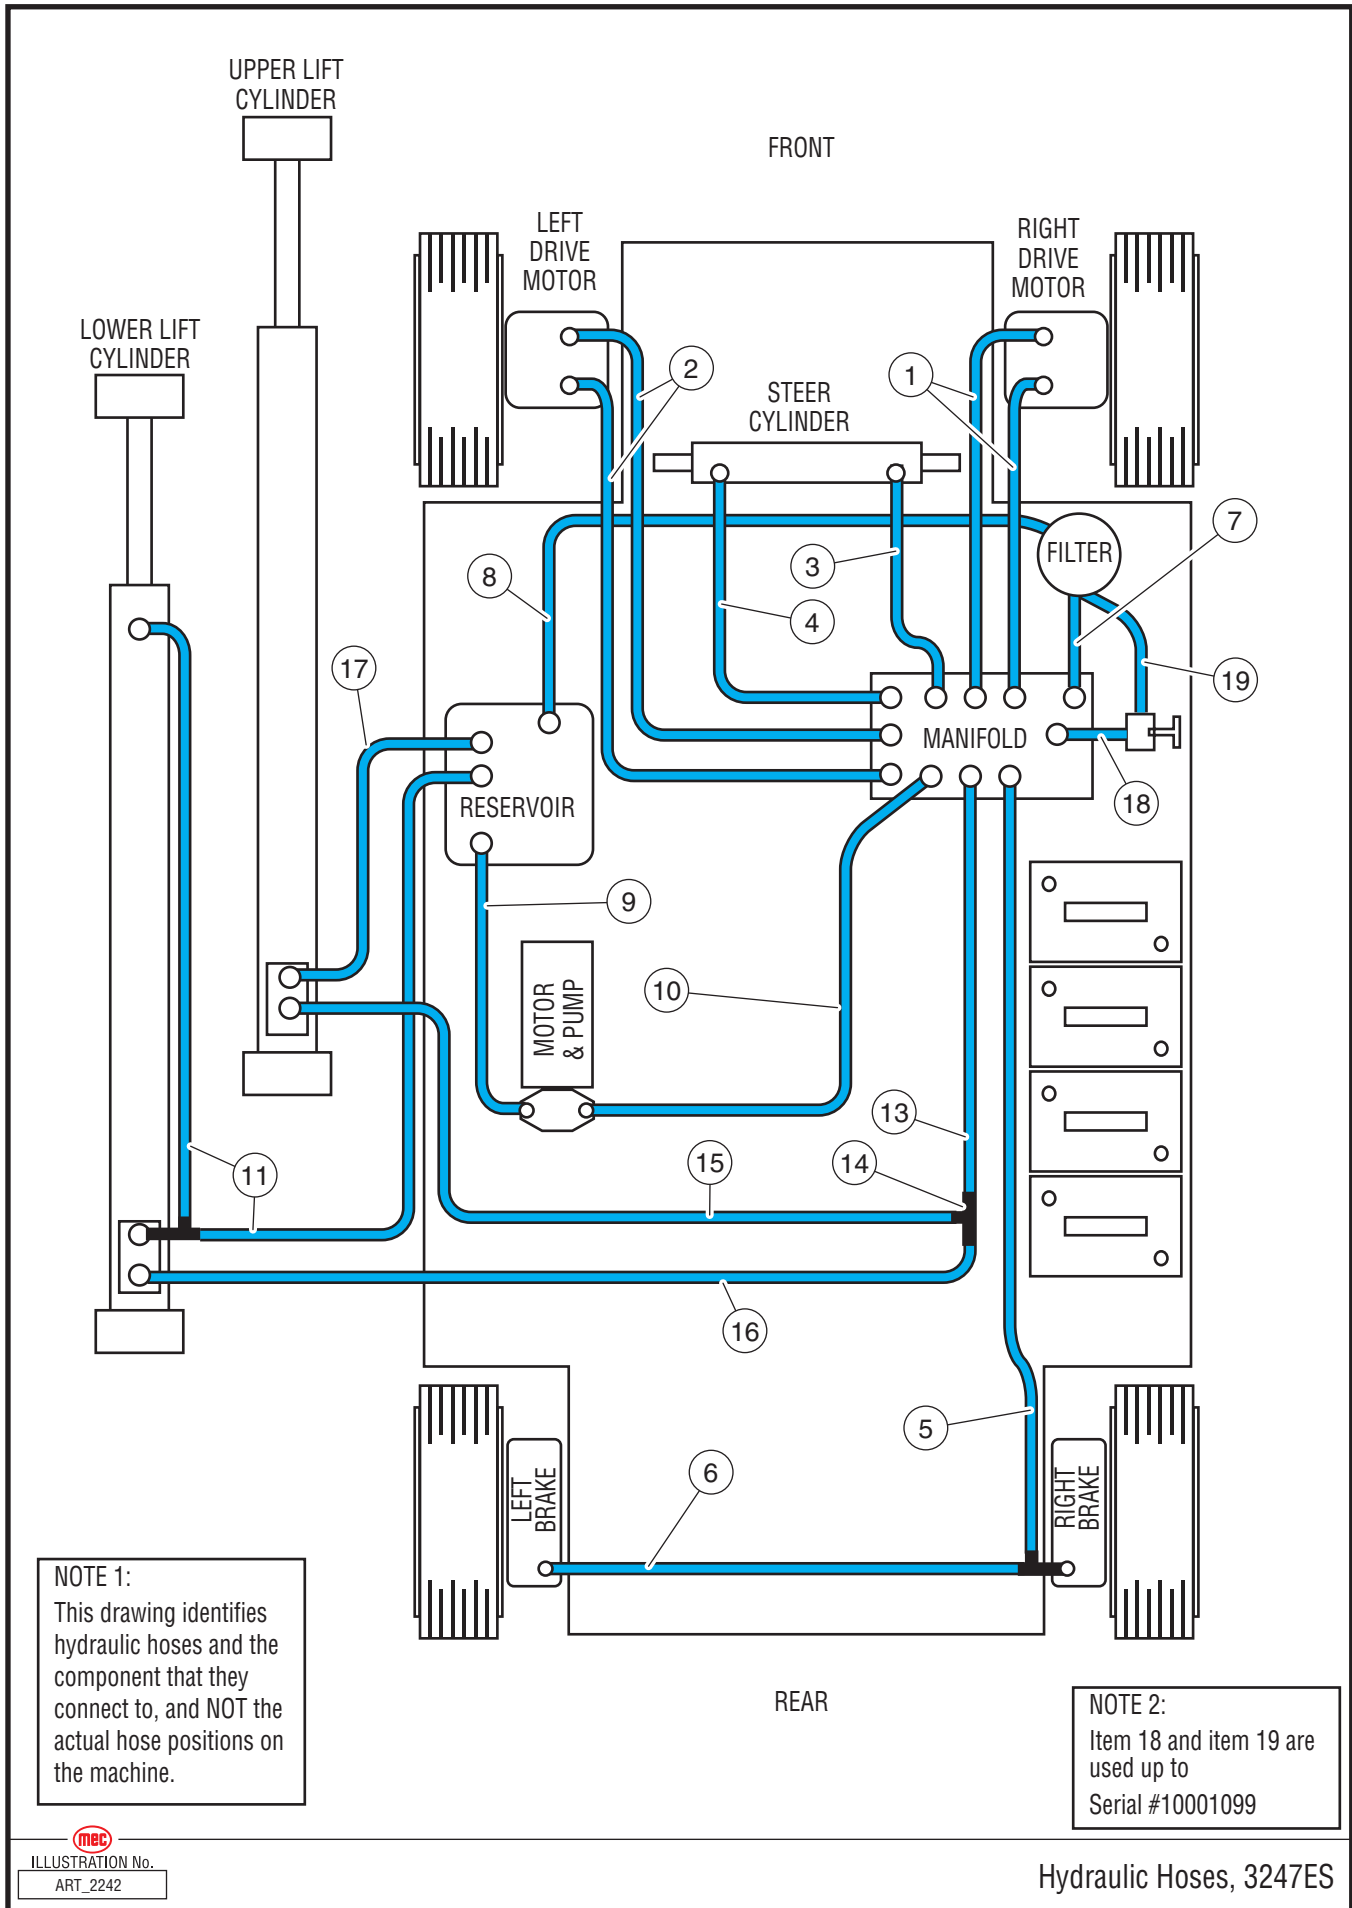 UPPER LIFT
CYLINDER
FRONT
LEFT
DRIVE
MOTOR
RIGHT
DRIVE
MOTOR
LOWER LIFT
CYLINDER
2
1
STEER
CYLINDER
7
FILTER
3
8
4
17
19
MANIFOLD
RESERVOIR
18
9
MOTOR
& PUMP
10
13
15
14
11
16
5
6
LEFT
BRAKE
RIGHT
BRAKE
NOTE 1:
This drawing identifies
hydraulic hoses and the
component that they
connect to, and NOT the
actual hose positions on
the machine.
REAR
NOTE 2:
Item 18 and item 19 are
used up to
Serial #10001099
mec
ILLUSTRATION No.
ART_2242
Hydraulic Hoses, 3247ES